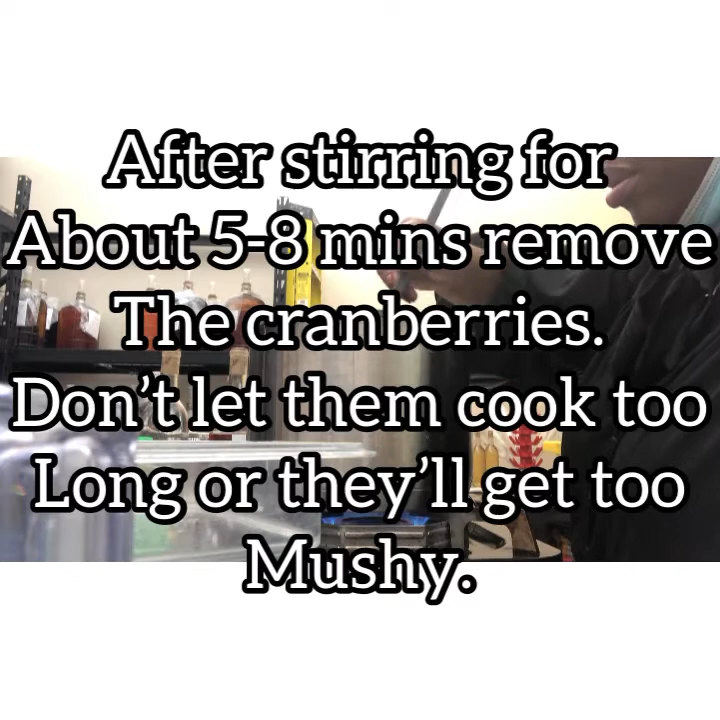 After stirring for
About 5-8 mins remove
The cranberries.
Don’t let them cook too
Long or they’ll get too
Mushy.